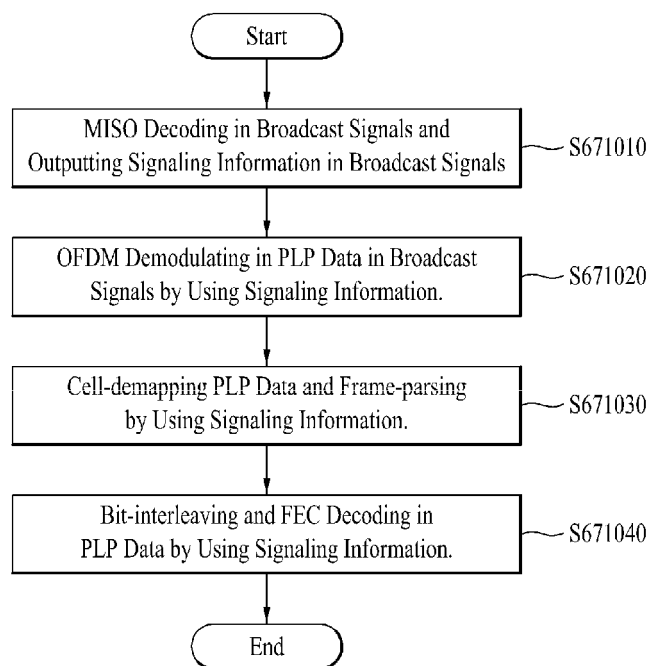 Start
MISO Decoding in Broadcast Signals and
Outputting Signaling Information in Broadcast Signals
S671010
OFDM Demodulating in PLP Data in Broadcast
Signals by Using Signaling Information.
S671020
Cell-demapping PLP Data and Frame-parsing
by Using Signaling Information.
S671030
Bit-interleaving and FEC Decoding in
PLP Data by Using Signaling Information.
S671040
End